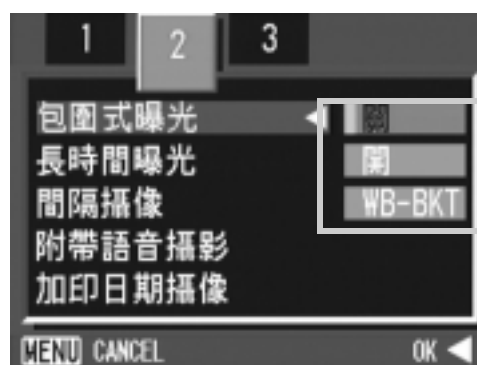 1 2 3
包圍式曝光 ◀ 關
長時間曝光 開
間隔攝像 WB-BKT
附帶語音攝影
加印日期攝像
MENU CANCEL OK ◀